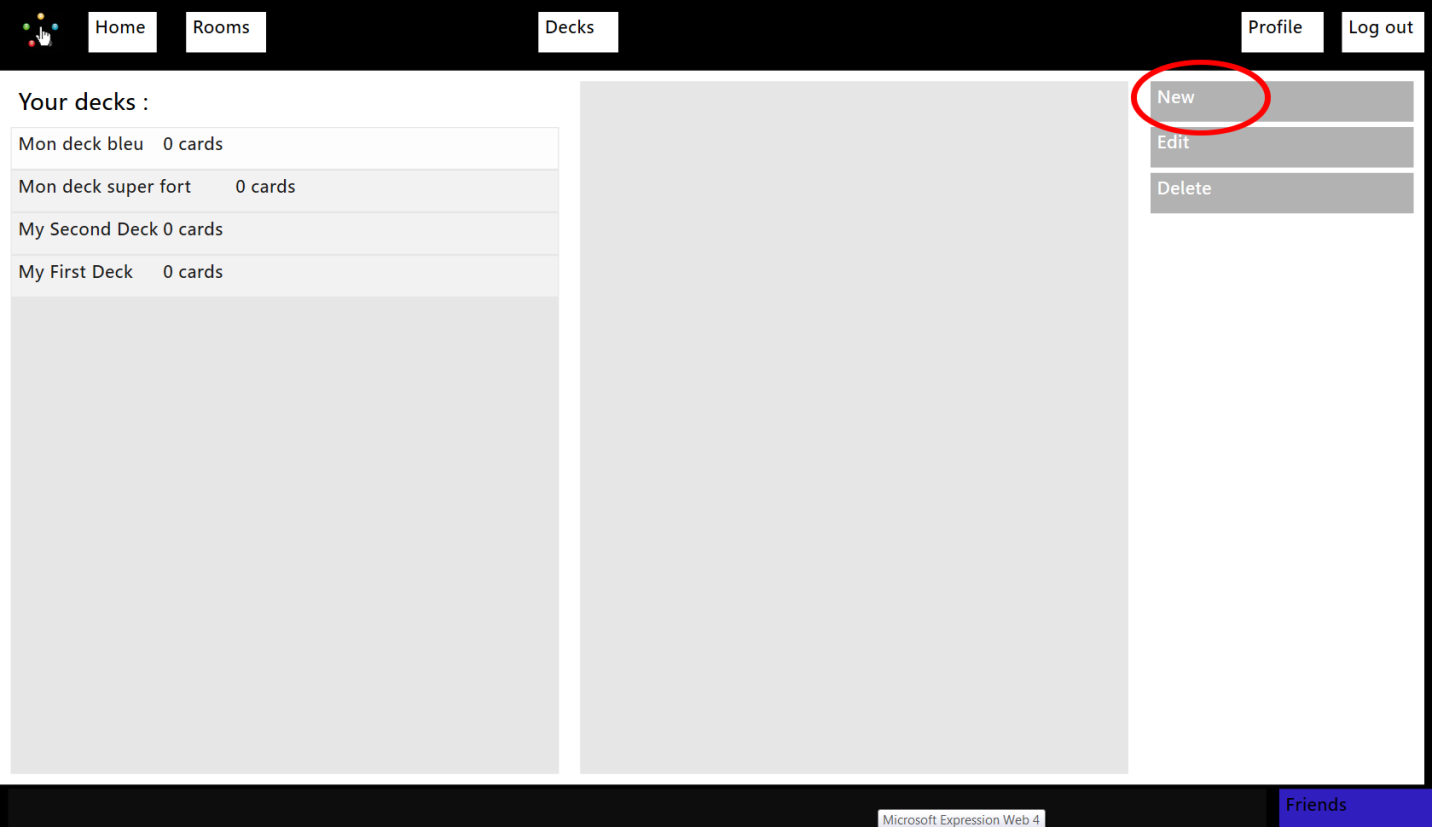 Home Rooms Decks Profile Log out
Your decks :
Mon deck bleu 0 cards
Mon deck super fort 0 cards
My Second Deck 0 cards
My First Deck 0 cards
New
Edit
Delete
Friends
Microsoft Expression Web 4